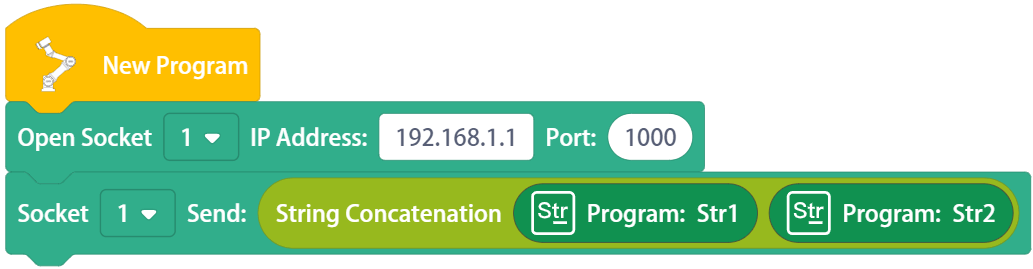 New Program
Open Socket 1 IP Address: 192.168.1.1 Port: 1000
Socket 1 Send: String Concatenation Str Program: Str1 Str Program: Str2